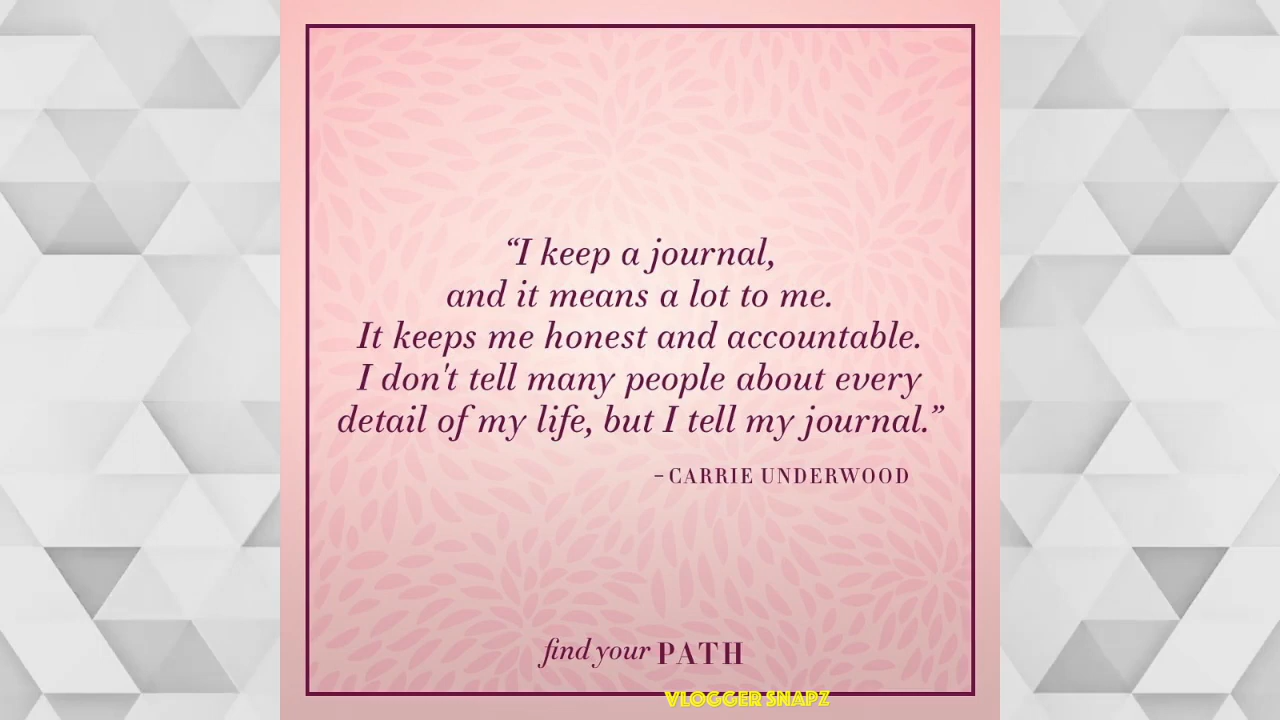 “I keep a journal,
and it means a lot to me.
It keeps me honest and accountable.
I don't tell many people about every
detail of my life, but I tell my journal.”
–CARRIE UNDERWOOD
find your PATH
VLOGGER SNAPZ